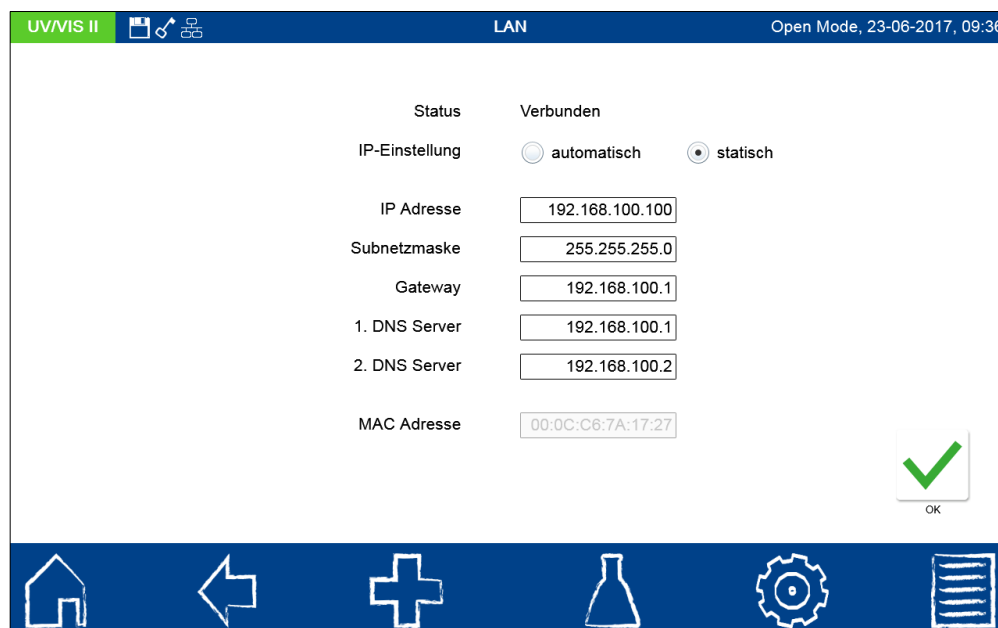 UV/VIS II LAN Open Mode, 23-06-2017, 09:36
Status Verbunden
IP-Einstellung automatisch statisch
IP Adresse 192.168.100.100
Subnetzmaske 255.255.255.0
Gateway 192.168.100.1
1. DNS Server 192.168.100.1
2. DNS Server 192.168.100.2
MAC Adresse 00:0C:C6:7A:17:27
OK